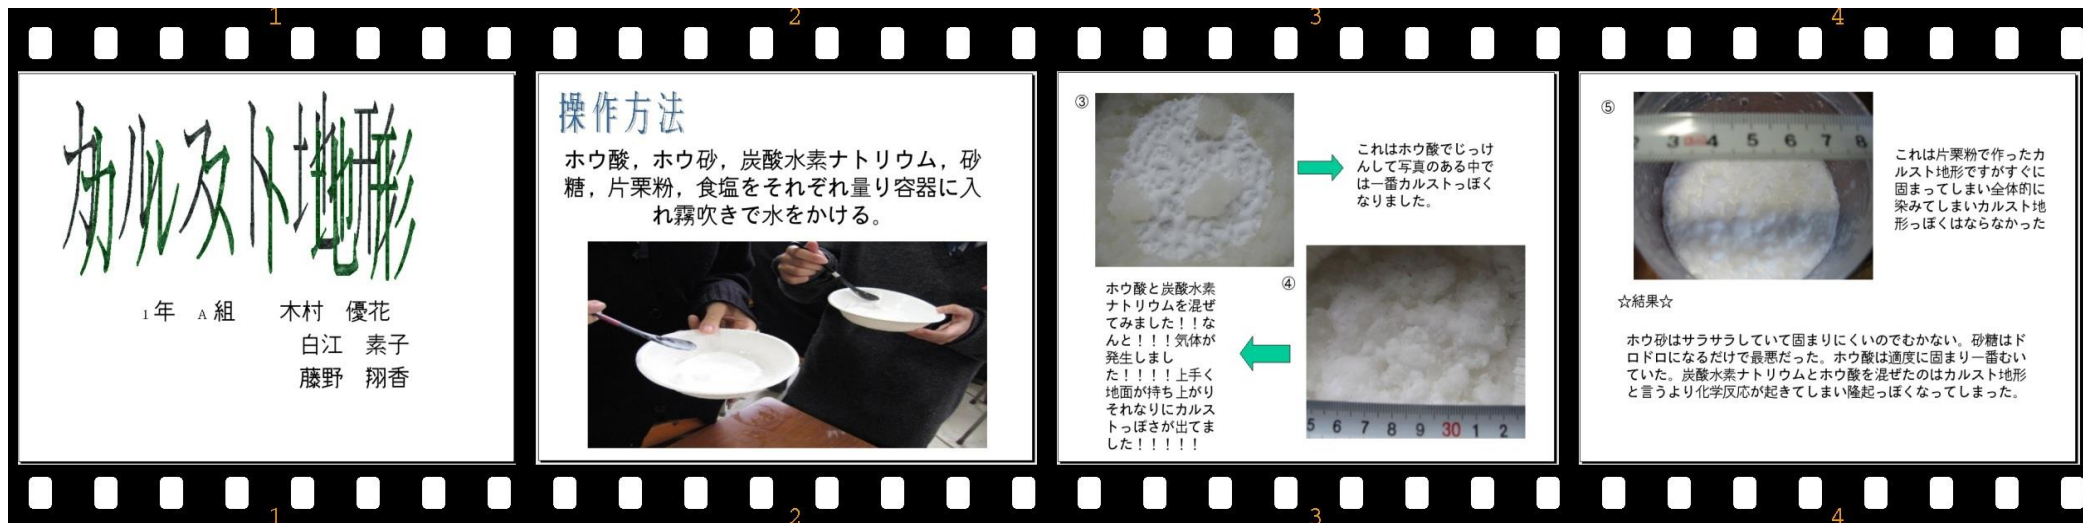 1
2
3
4
カルスト地形
1年 A組 木村 優花
白江 素子
藤野 翔香
操作方法
ホウ酸，ホウ砂，炭酸水素ナトリウム，砂
糖，片栗粉，食塩をそれぞれ量り容器に入
れ霧吹きで水をかける。
③
これはホウ酸でじっけ
んして写真のある中で
は一番カルストっぽく
なりました。
④
ホウ酸と炭酸水素
ナトリウムを混ぜ
てみました！！な
んと！！！気体が
発生しまし
た！！！！上手く
地面が持ち上がり
それなりにカルス
トっぽさが出てま
した！！！！！
5 6 7 8 9 30 1 2
⑤
3 4 5 6 7 8
これは片栗粉で作ったカ
ルスト地形ですがすぐに
固まってしまい全体的に
染みてしまいカルスト地
形っぽくはならなかった
☆結果☆
ホウ砂はサラサラしていて固まりにくいのでむかない。砂糖はド
ロドロになるだけで最悪だった。ホウ酸は適度に固まり一番むい
ていた。炭酸水素ナトリウムとホウ酸を混ぜたのはカルスト地形
と言うより化学反応が起きてしまい隆起っぽくなってしまった。
1
2
3
4